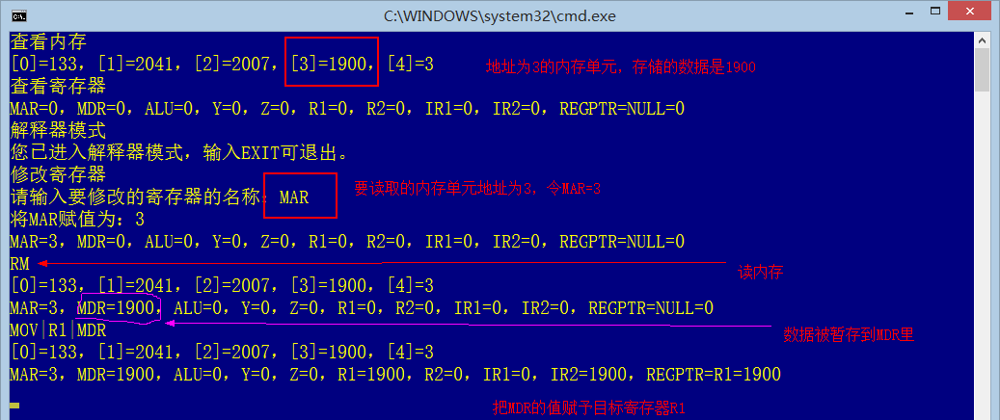 C:\WINDOWS\system32\cmd.exe
查看内存
[0]=133, [1]=2041, [2]=2007, [3]=1900, [4]=3 地址为3的内存单元，存储的数据是1900
查看寄存器
MAR=0, MDR=0, ALU=0, Y=0, Z=0, R1=0, R2=0, IR1=0, IR2=0, REGPTR=NULL=0
解释器模式
您已进入解释器模式，输入EXIT可退出。
修改寄存器
请输入要修改的寄存器的名称：MAR 要读取的内存单元地址为3，令MAR=3
将MAR赋值为：3
MAR=3, MDR=0, ALU=0, Y=0, Z=0, R1=0, R2=0, IR1=0, IR2=0, REGPTR=NULL=0
RM 读内存
[0]=133, [1]=2041, [2]=2007, [3]=1900, [4]=3
MAR=3, MDR=1900, ALU=0, Y=0, Z=0, R1=0, R2=0, IR1=0, IR2=0, REGPTR=NULL=0
MOV|R1|MDR 数据被暂存到MDR里
[0]=133, [1]=2041, [2]=2007, [3]=1900, [4]=3
MAR=3, MDR=1900, ALU=0, Y=0, Z=0, R1=1900, R2=0, IR1=0, IR2=1900, REGPTR=R1=1900
把MDR的值赋予目标寄存器R1